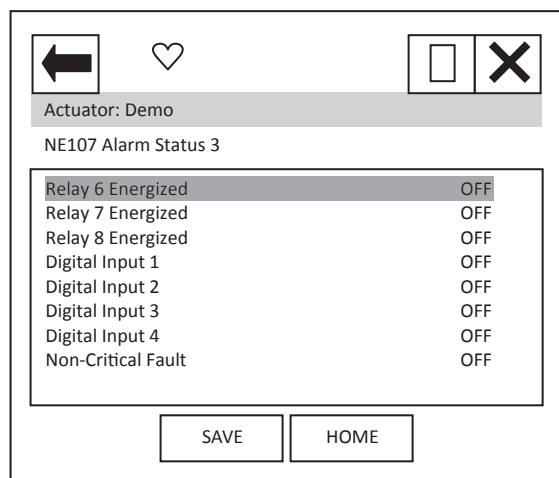 Actuator: Demo
NE107 Alarm Status 3
Relay 6 Energized OFF
Relay 7 Energized OFF
Relay 8 Energized OFF
Digital Input 1 OFF
Digital Input 2 OFF
Digital Input 3 OFF
Digital Input 4 OFF
Non-Critical Fault OFF
SAVE HOME